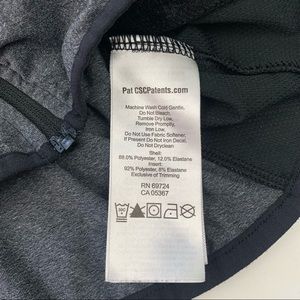 Pat CSCPatents.com
Machine Wash Cold Gentle,
Do Not Bleach,
Tumble Dry Low,
Remove Promptly,
Iron Low,
Do Not Use Fabric Softener,
If Present Do Not Iron Decal,
Do Not Dryclean
Shell:
88.0% Polyester, 12.0% Elastane
Insert:
92% Polyester, 8% Elastane
Exclusive of Trimming
RN 69724
CA 05367